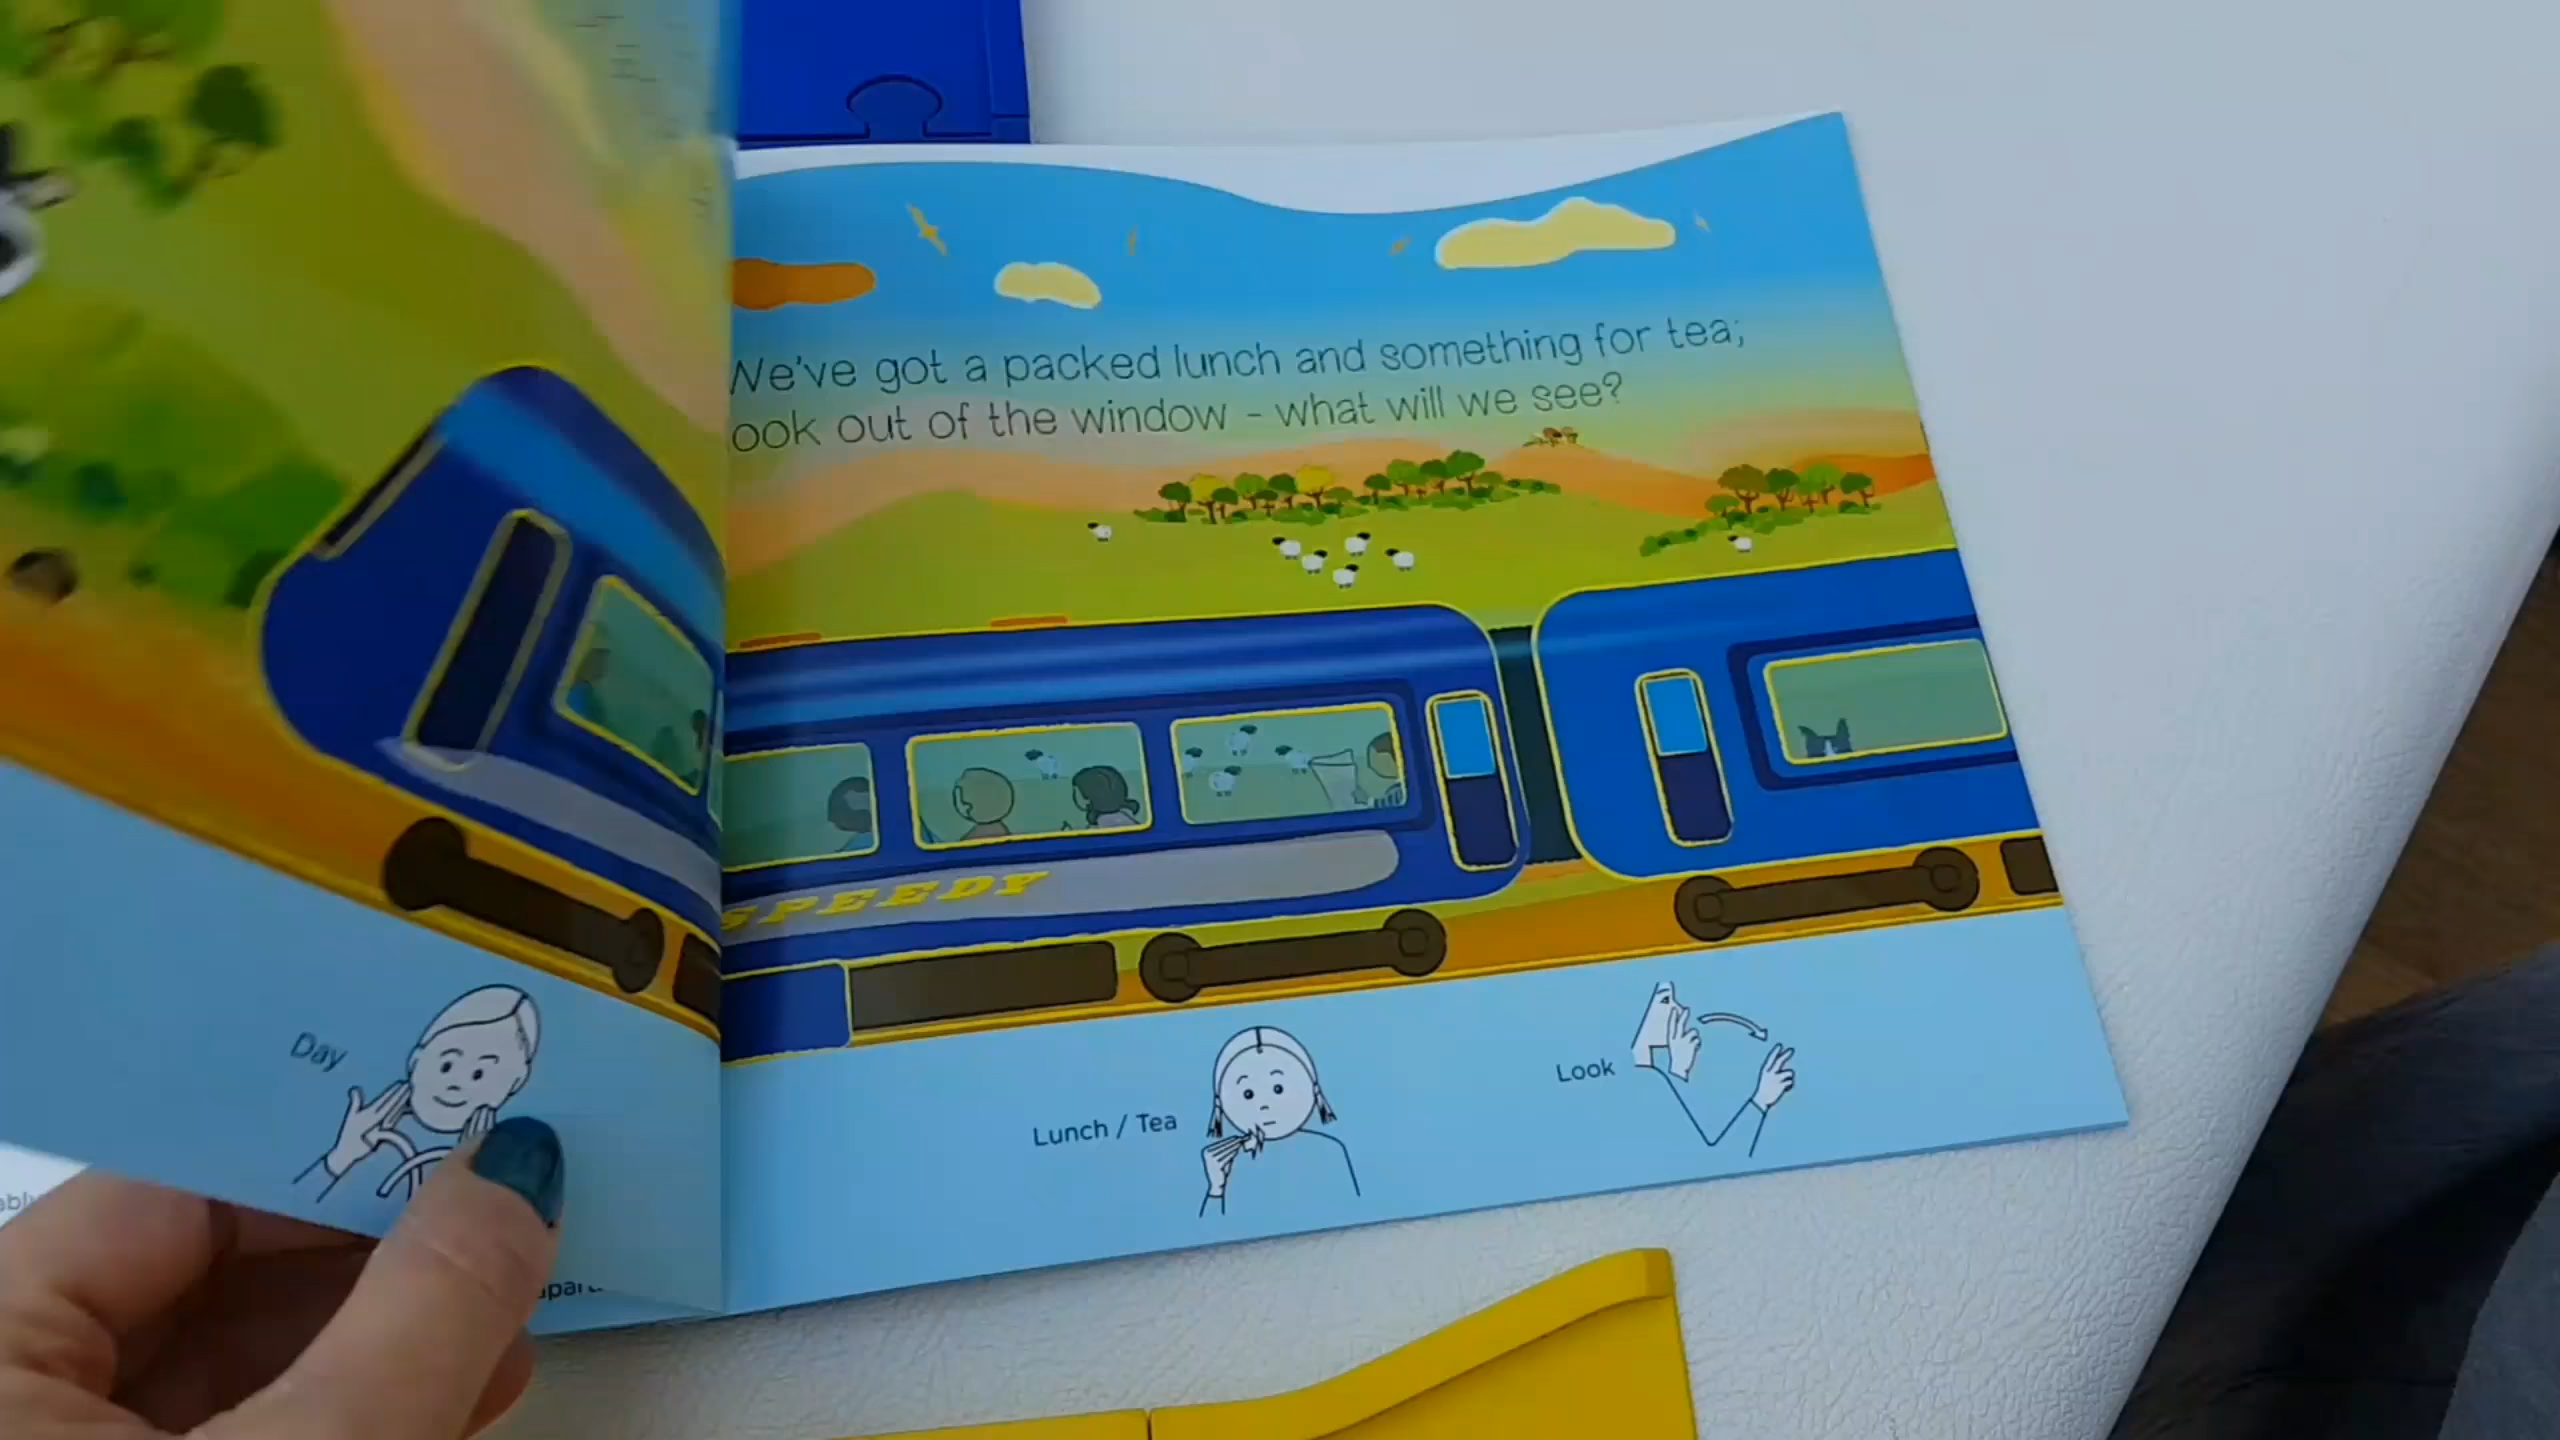 We've got a packed lunch and something for tea;
ook out of the window - what will we see?
SPEEDY
Day
Lunch / Tea
Look